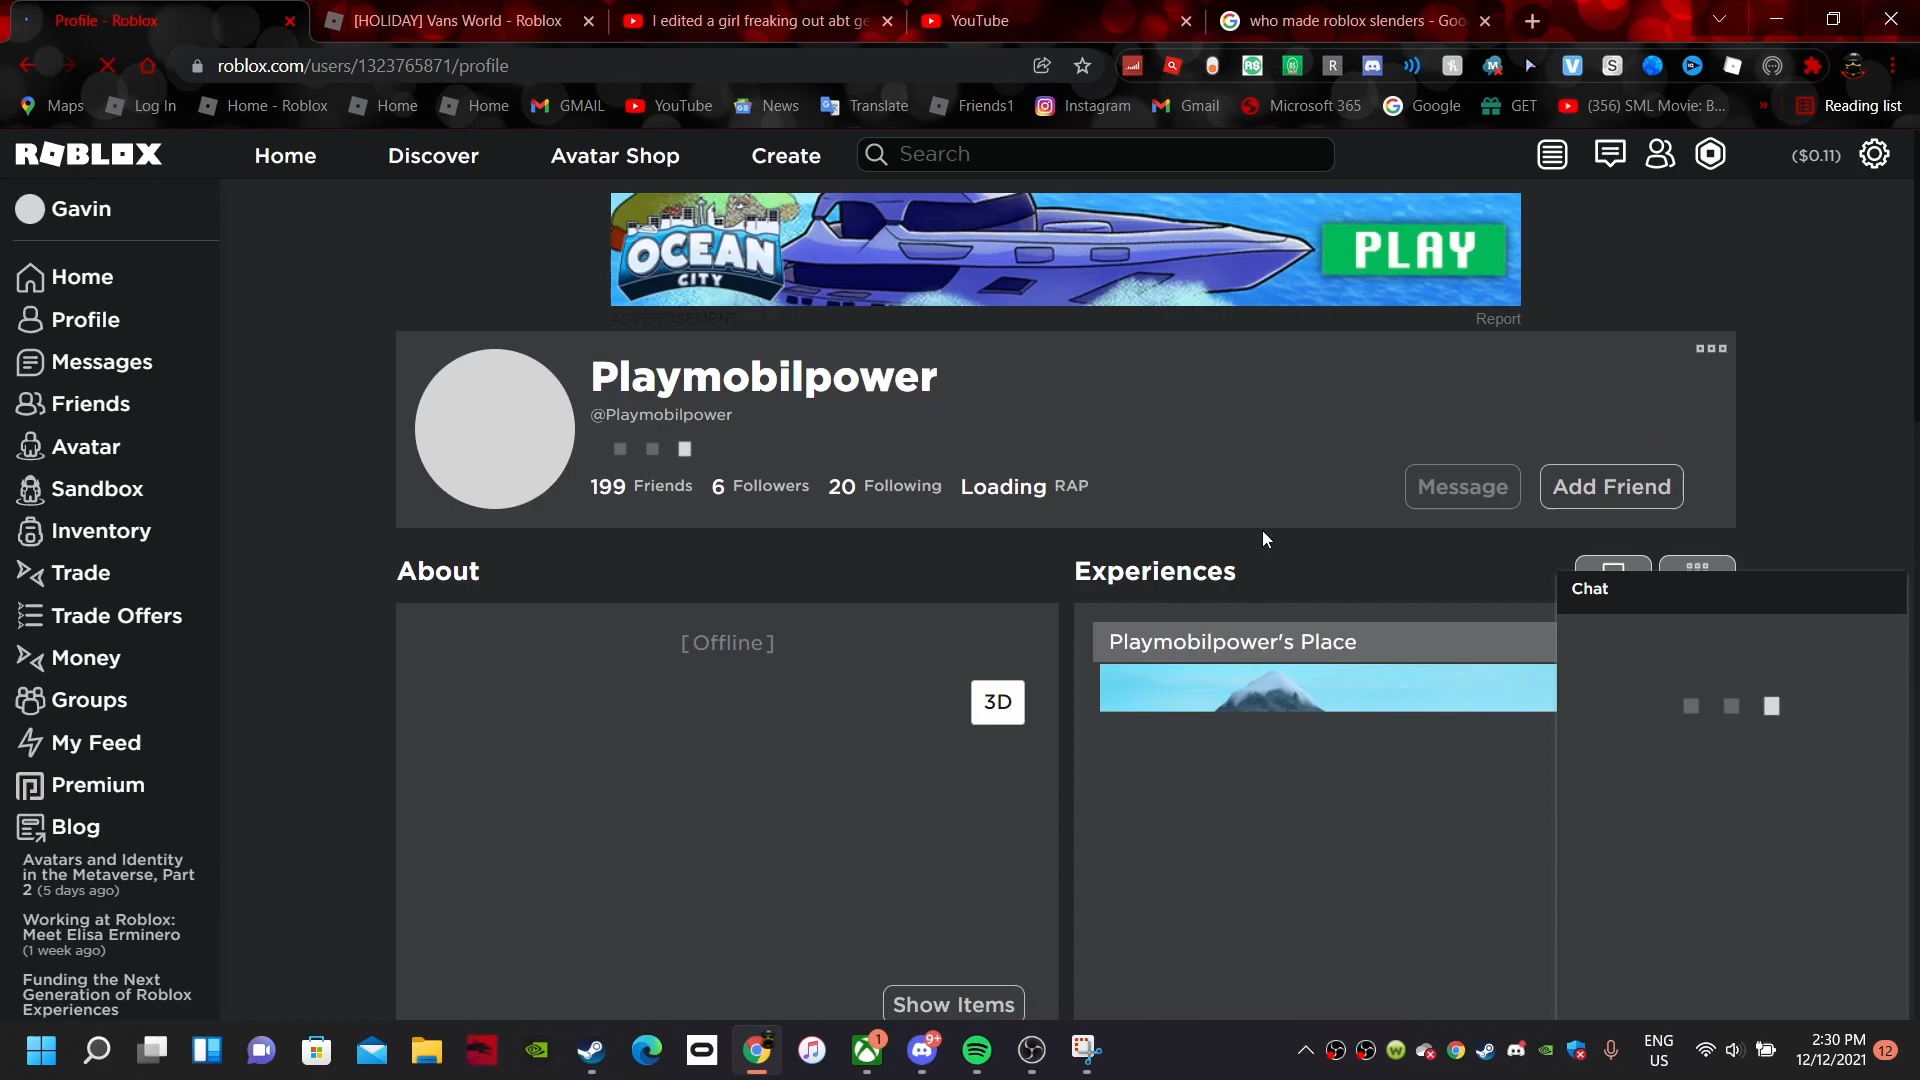 Profile - Roblox
[HOLIDAY] Vans World - Roblox
I edited a girl freaking out abt ge
YouTube
who made roblox slenders - Goo
roblox.com/users/1323765871/profile
Maps
Log In
Home - Roblox
Home
Home
GMAIL
YouTube
News
Translate
Friends1
Instagram
Gmail
Microsoft 365
Google
GET
(356) SML Movie: B...
»
Reading list
ROBLOX
Home
Discover
Avatar Shop
Create
Search
($0.11)
Gavin
Home
Profile
Messages
Friends
Avatar
Sandbox
Inventory
Trade
Trade Offers
Money
Groups
My Feed
Premium
Blog
Avatars and Identity
in the Metaverse, Part
2 (5 days ago)
Working at Roblox:
Meet Elisa Erminero
(1 week ago)
Funding the Next
Generation of Roblox
Experiences
OCEAN
CITY
PLAY
ADVERTISEMENT
Report
Playmobilpower
@Playmobilpower
199 Friends 6 Followers 20 Following Loading RAP
Message
Add Friend
About
[Offline]
3D
Show Items
Experiences
Playmobilpower's Place
Chat
1
9+
ENG
US
2:30 PM
12/12/2021
12